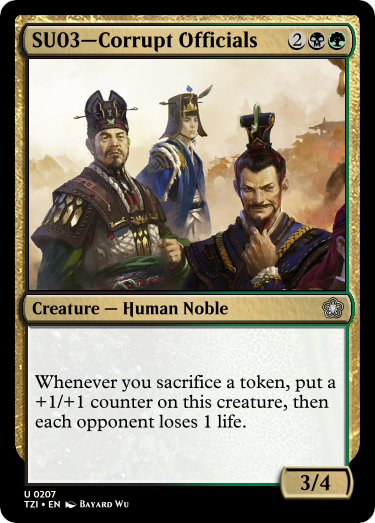 SU03—Corrupt Officials 2
Creature — Human Noble
Whenever you sacrifice a token, put a
+1/+1 counter on this creature, then
each opponent loses 1 life.
3/4
U 0207
TZI • EN Bayard Wu